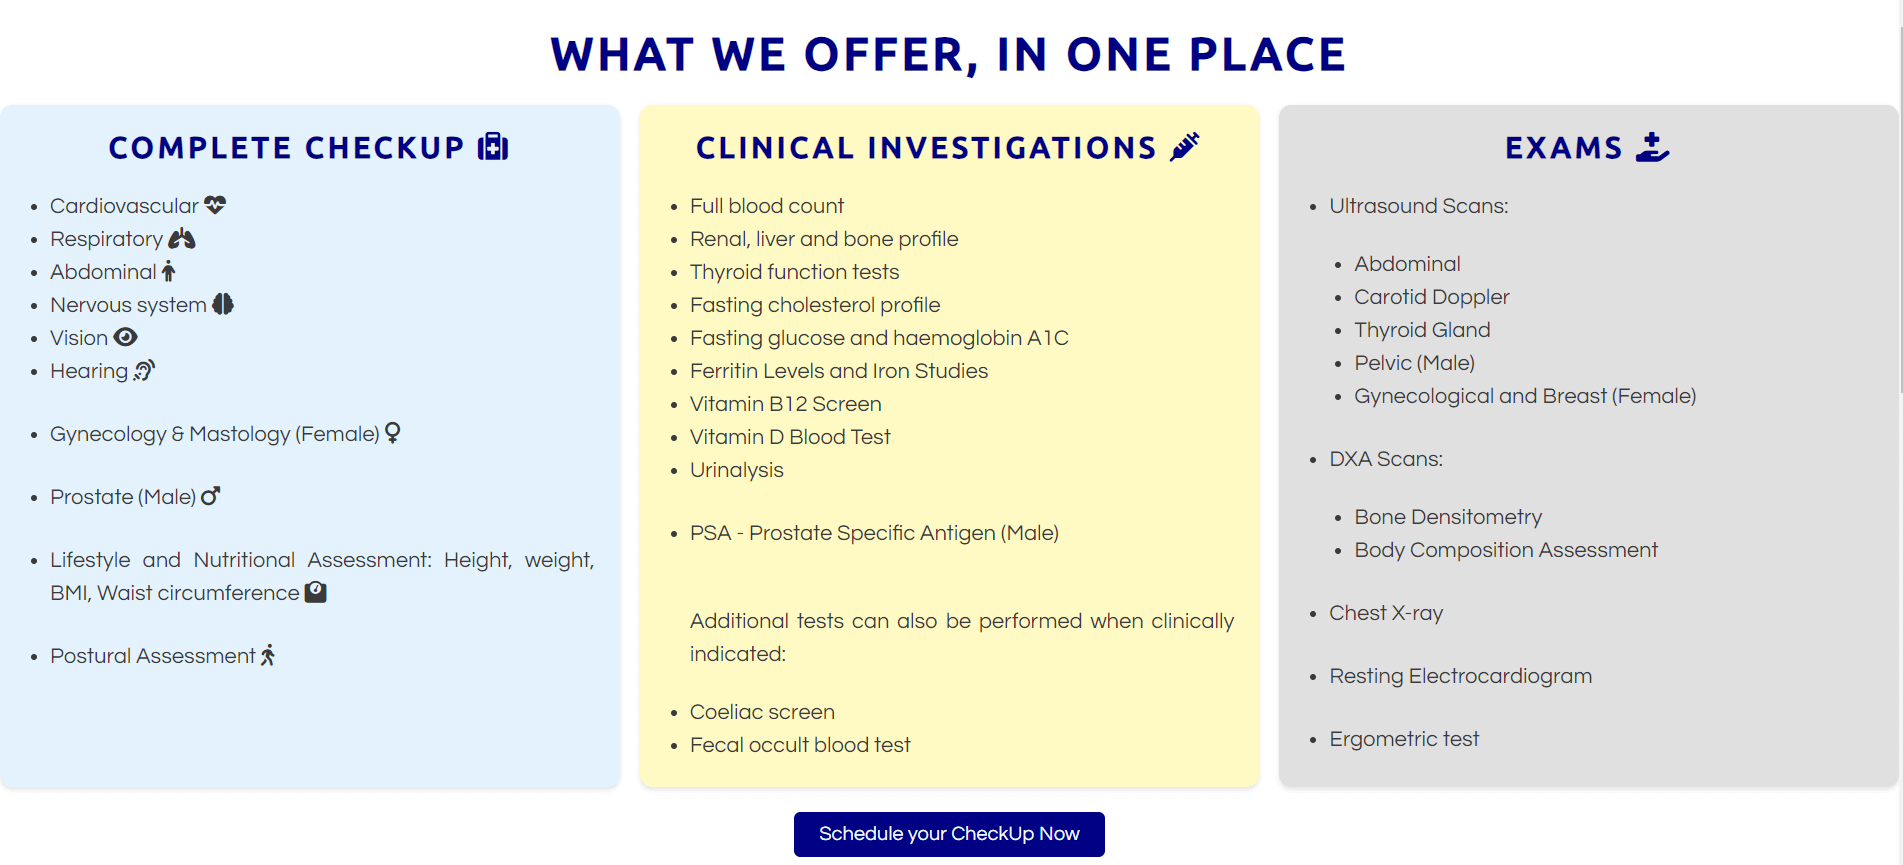 WHAT WE OFFER, IN ONE PLACE
COMPLETE CHECKUP
Cardiovascular
Respiratory
Abdominal
Nervous system
Vision
Hearing
Gynecology & Mastology (Female)
Prostate (Male)
Lifestyle and Nutritional Assessment: Height, weight,
BMI, Waist circumference
Postural Assessment
CLINICAL INVESTIGATIONS
Full blood count
Renal, liver and bone profile
Thyroid function tests
Fasting cholesterol profile
Fasting glucose and haemoglobin A1C
Ferritin Levels and Iron Studies
Vitamin B12 Screen
Vitamin D Blood Test
Urinalysis
PSA - Prostate Specific Antigen (Male)
Additional tests can also be performed when clinically
indicated:
Coeliac screen
Fecal occult blood test
EXAMS
Ultrasound Scans:
Abdominal
Carotid Doppler
Thyroid Gland
Pelvic (Male)
Gynecological and Breast (Female)
DXA Scans:
Bone Densitometry
Body Composition Assessment
Chest X-ray
Resting Electrocardiogram
Ergometric test
Schedule your CheckUp Now